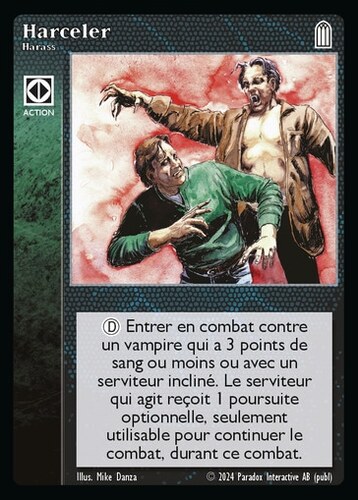 Harceler
Harass
ACTION
Ⓓ Entrer en combat contre
un vampire qui a 3 points de
sang ou moins ou avec un
serviteur incliné. Le serviteur
qui agit reçoit 1 poursuite
optionnelle, seulement
utilisable pour continuer le
combat, durant ce combat.
Illus. Mike Danza © 2024 Paradox Interactive AB (publ)